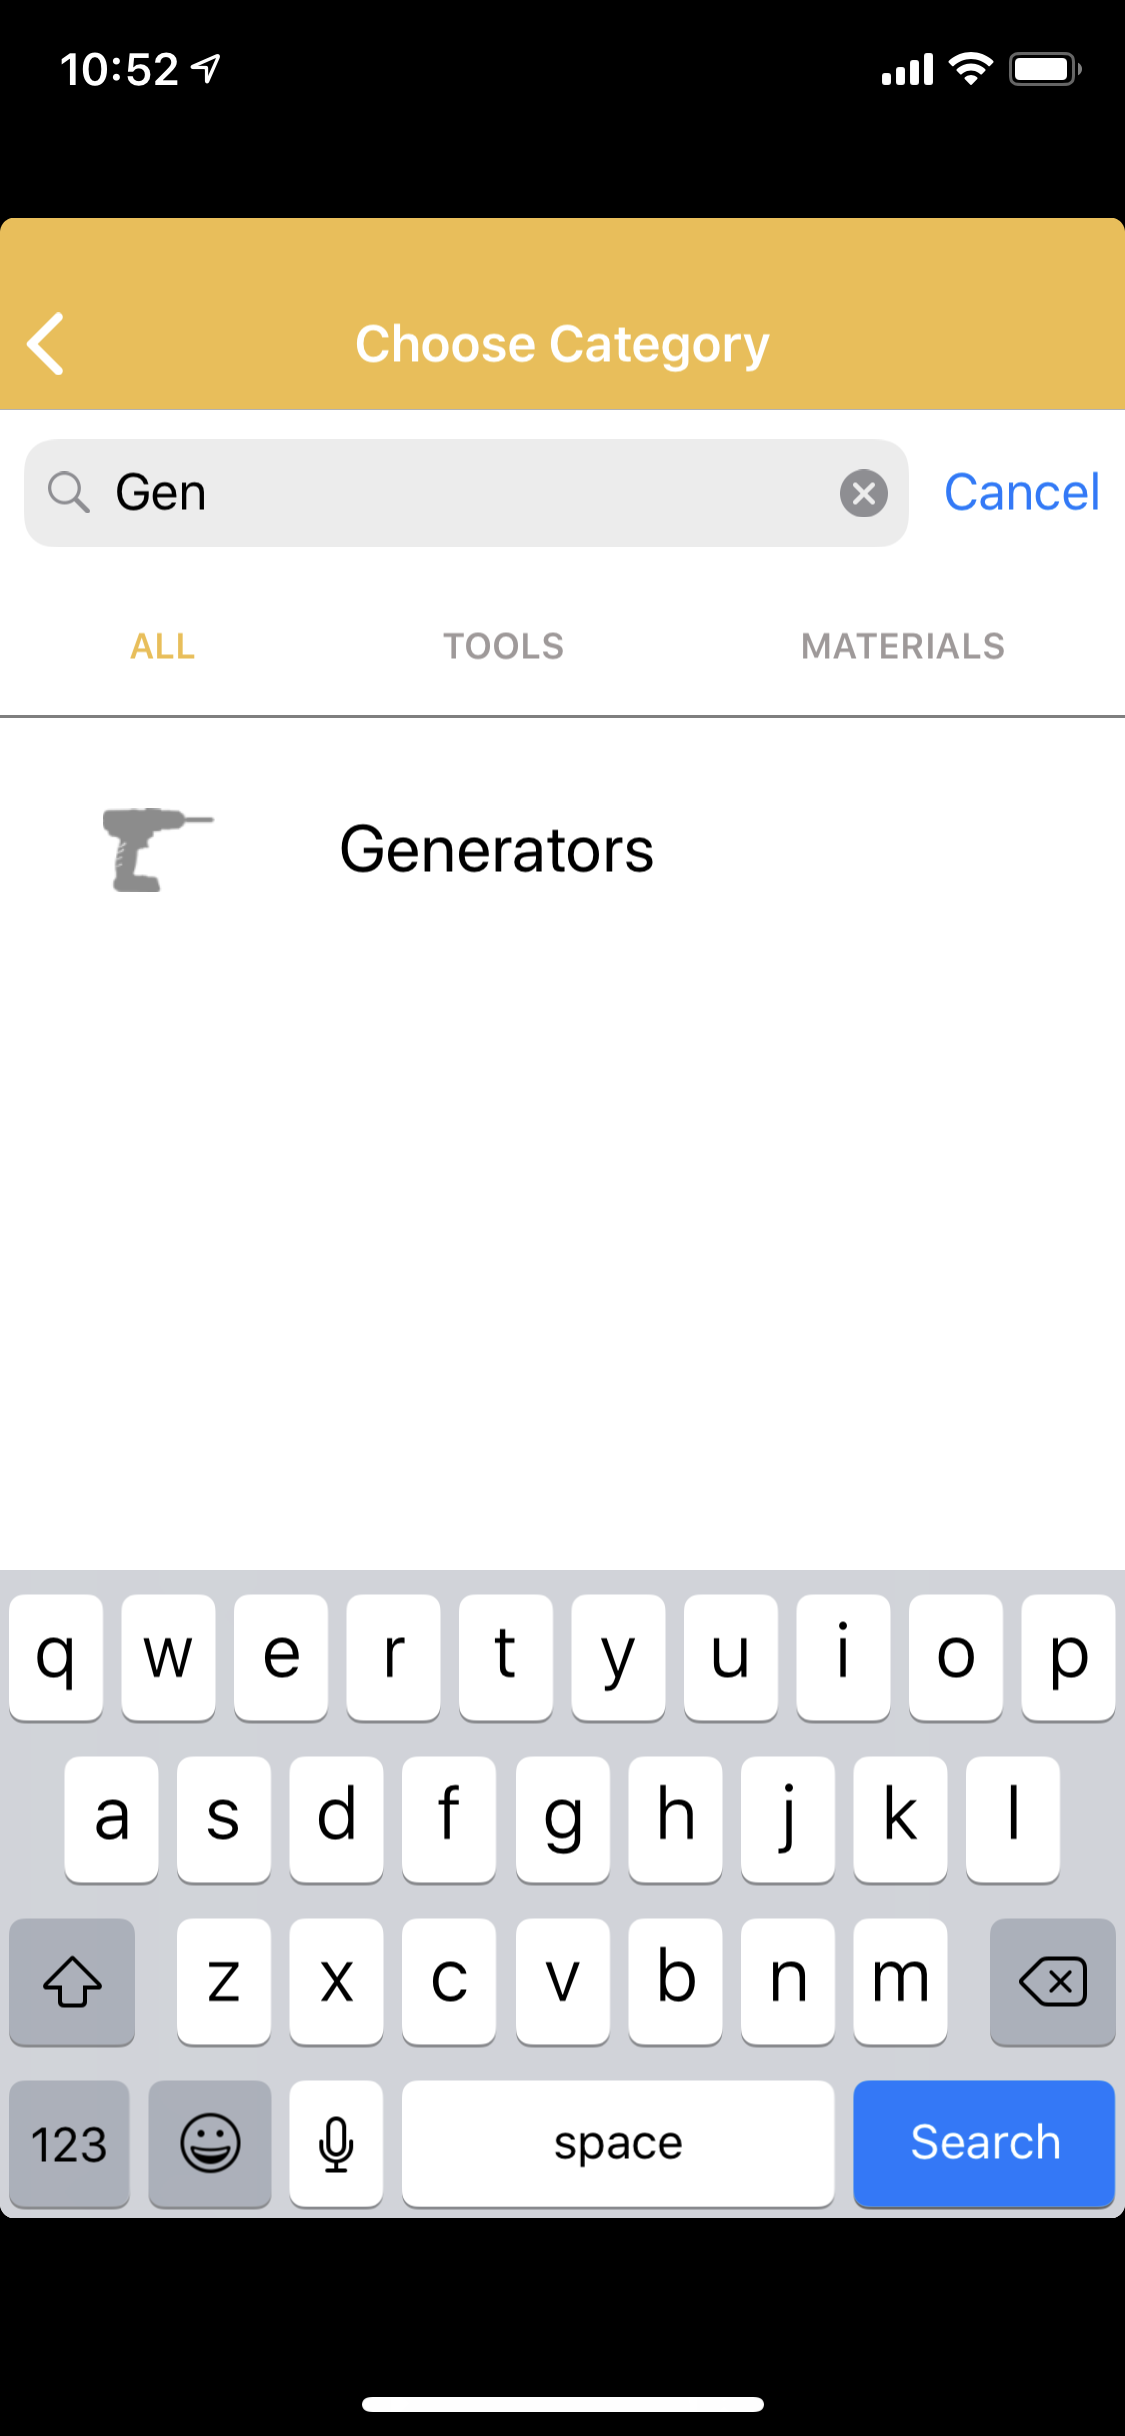 10:52
Choose Category
Gen
Cancel
ALL TOOLS MATERIALS
Generators
q w e r t y u i o p
a s d f g h j k l
z x c v b n m
123 space Search